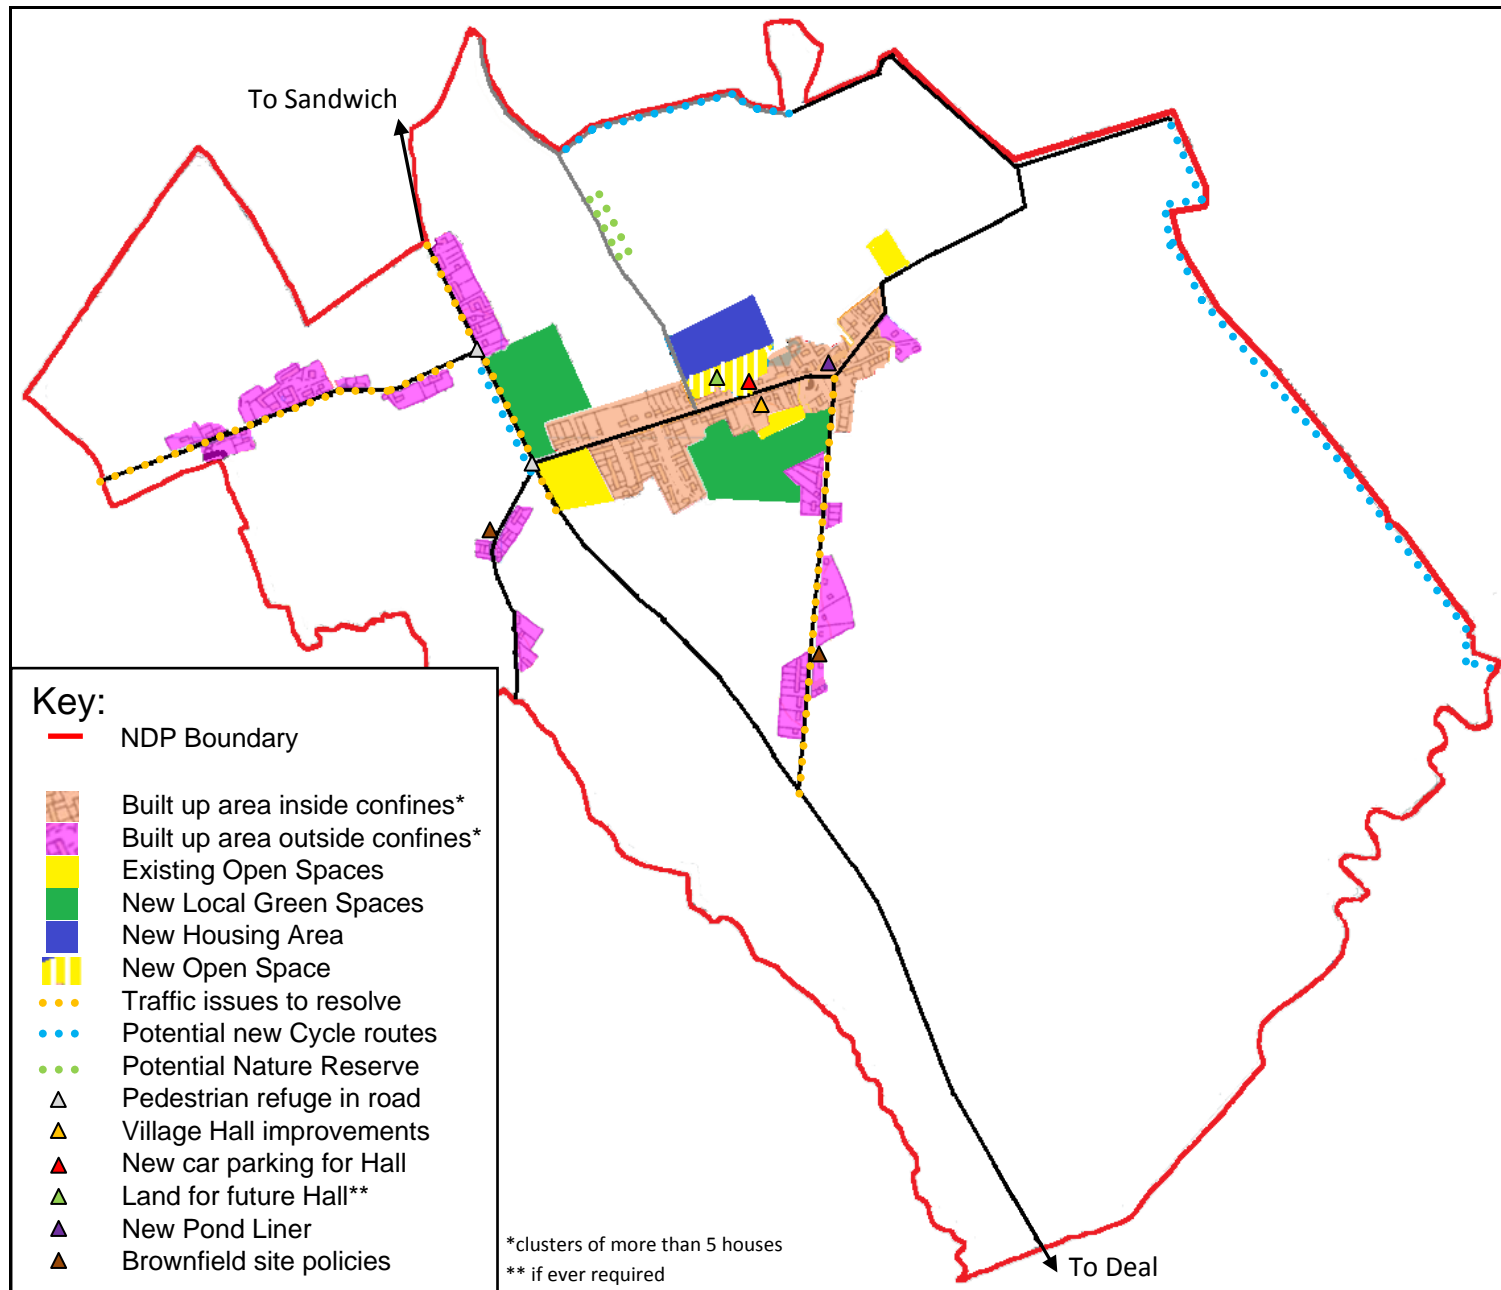 To Sandwich
Key:
NDP Boundary
Built up area inside confines*
Built up area outside confines*
Existing Open Spaces
New Local Green Spaces
New Housing Area
New Open Space
Traffic issues to resolve
Potential new Cycle routes
Potential Nature Reserve
Pedestrian refuge in road
Village Hall improvements
New car parking for Hall
Land for future Hall**
New Pond Liner
Brownfield site policies
*clusters of more than 5 houses
** if ever required
To Deal